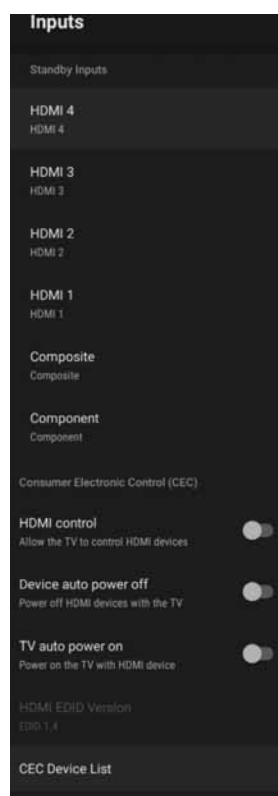 Inputs
Standby Inputs
HDMI 4
HDMI 4
HDMI 3
HDMI 3
HDMI 2
HDMI 2
HDMI 1
HDMI 1
Composite
Composite
Component
Component
Consumer Electronic Control (CEC)
HDMI control
Allow the TV to control HDMI devices
Device auto power off
Power off HDMI devices with the TV
TV auto power on
Power on the TV with HDMI device
HDMI EDID Version
EDID 1.4
CEC Device List